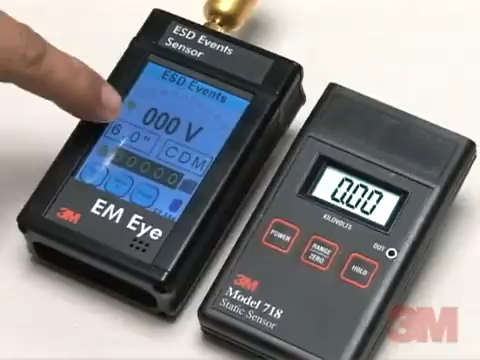 ESD Events
Sensor
ESD Events
000 V
6.0"
CDM
000000
3M
EM Eye
0.00
KILOVOLTS
POWER
RANGE
ZERO
HOLD
OUT
3M
Model 718
Static Sensor
3M